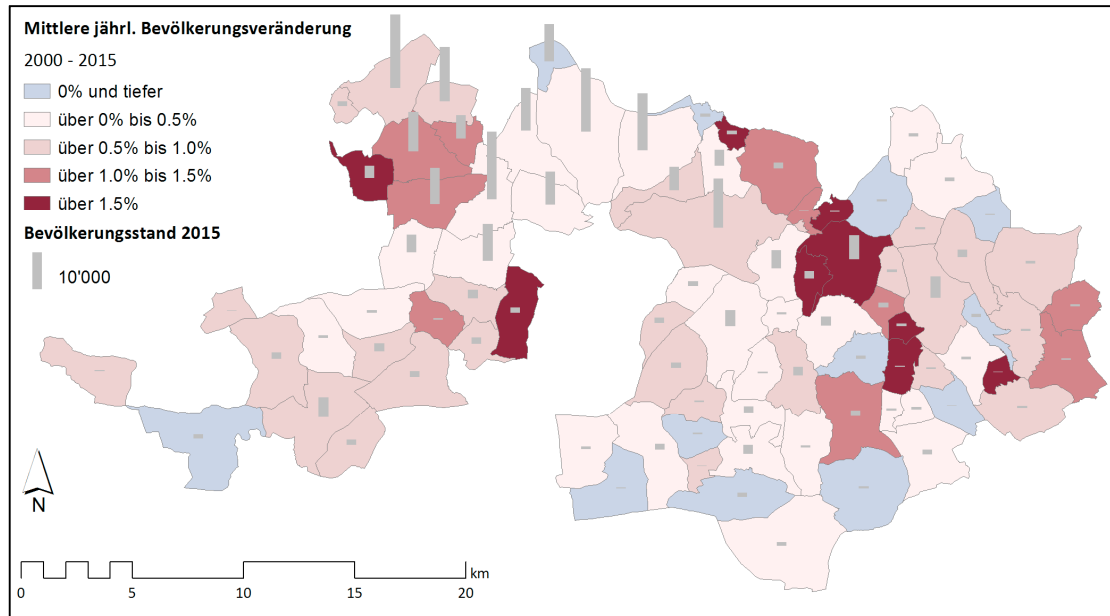 Mittlere jährl. Bevölkerungsveränderung
2000 - 2015
0% und tiefer
über 0% bis 0.5%
über 0.5% bis 1.0%
über 1.0% bis 1.5%
über 1.5%
Bevölkerungsstand 2015
10'000
N
km
0 5 10 15 20